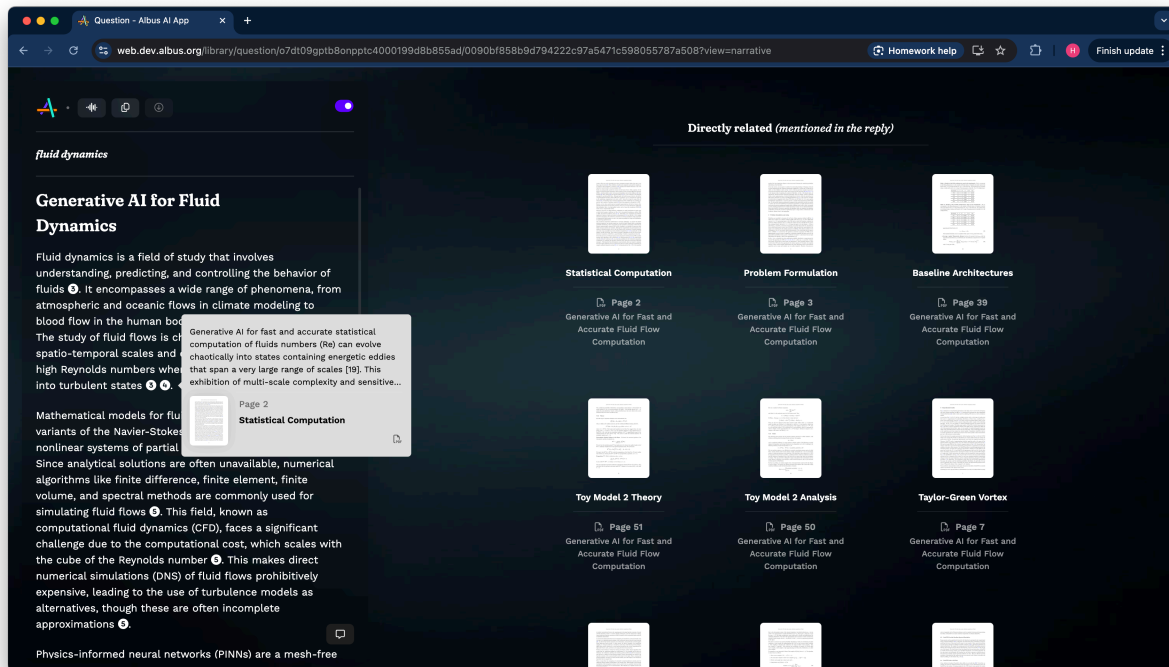 Question - Albus AI App
web.dev.albus.org/library/question/o7dt09gptb8onpptc4000199d8b855ad/0090bf858b9d794222c97a5471c598055787a508?view=narrative
Homework help
H
Finish update
fluid dynamics
Generative AI for Fluid
Dynamics
Fluid dynamics is a field of study that involves
understanding, predicting, and controlling the behavior of
fluids 3. It encompasses a wide range of phenomena, from
atmospheric and oceanic flows in climate modeling to
blood flow in the human
The study of fluid flows is
spatio-temporal scales and
high Reynolds numbers
into turbulent states 3 4.
Generative AI for fast and accurate statistical
computation of fluids numbers (Re) can evolve
chaotically into states containing energetic eddies
that span a very large range of scales [19]. This
exhibition of multi-scale complexity and sensitive...
Page 2
Statistical Computation
Mathematical models for
variants of the Navier-Stokes
nonlinear systems of partial
Since analytical solutions are often unavailable, numerical
algorithms like finite difference, finite element, finite
volume, and spectral methods are commonly used for
simulating fluid flows 5. This field, known as
computational fluid dynamics (CFD), faces a significant
challenge due to the computational cost, which scales with
the cube of the Reynolds number 5. This makes direct
numerical simulations (DNS) of fluid flows prohibitively
expensive, leading to the use of turbulence models as
alternatives, though these are often incomplete
approximations 5.
Physics-informed neural networks (PINNs) are a mesh-free
Directly related (mentioned in the reply)
Statistical Computation
Page 2
Generative AI for Fast and
Accurate Fluid Flow
Computation
Problem Formulation
Page 3
Generative AI for Fast and
Accurate Fluid Flow
Computation
Baseline Architectures
Page 39
Generative AI for Fast and
Accurate Fluid Flow
Computation
Toy Model 2 Theory
Page 51
Generative AI for Fast and
Accurate Fluid Flow
Computation
Toy Model 2 Analysis
Page 50
Generative AI for Fast and
Accurate Fluid Flow
Computation
Taylor-Green Vortex
Page 7
Generative AI for Fast and
Accurate Fluid Flow
Computation